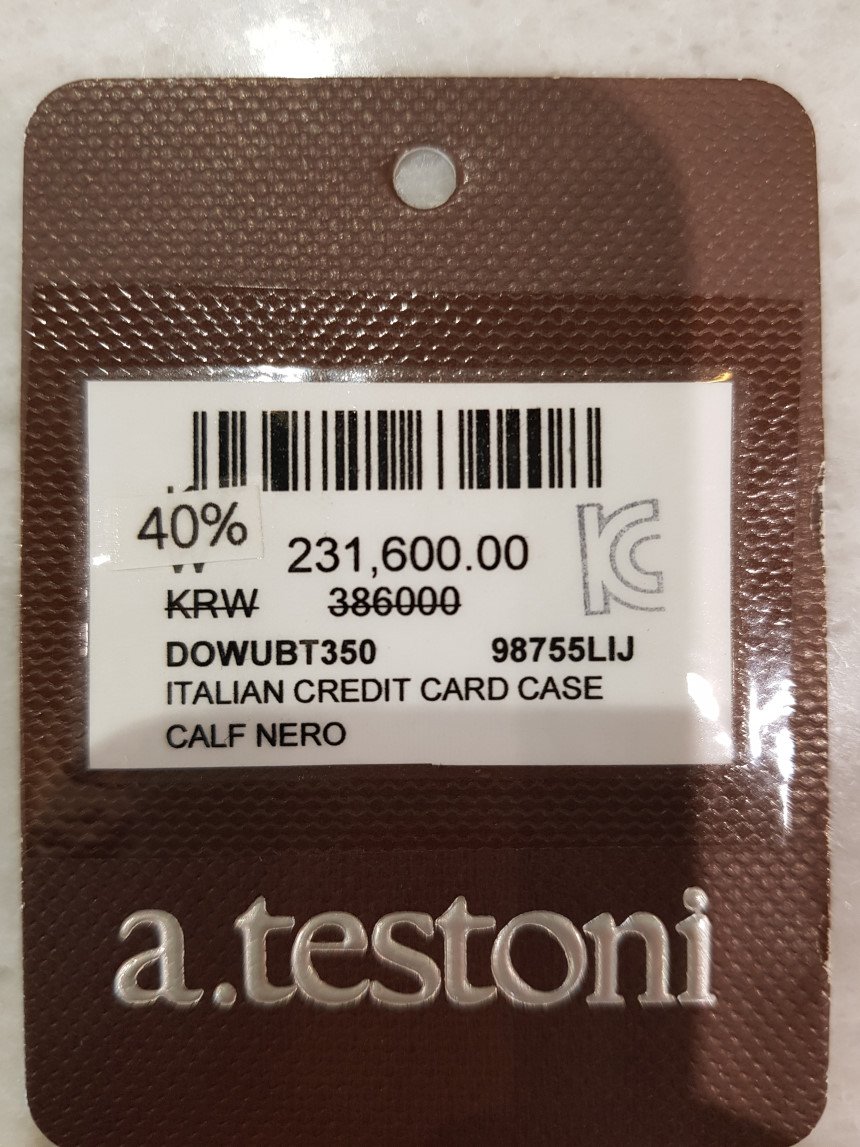 40%
231,600.00
KRW 386000
DOWUBT350 98755LIJ
ITALIAN CREDIT CARD CASE
CALF NERO
a.testoni